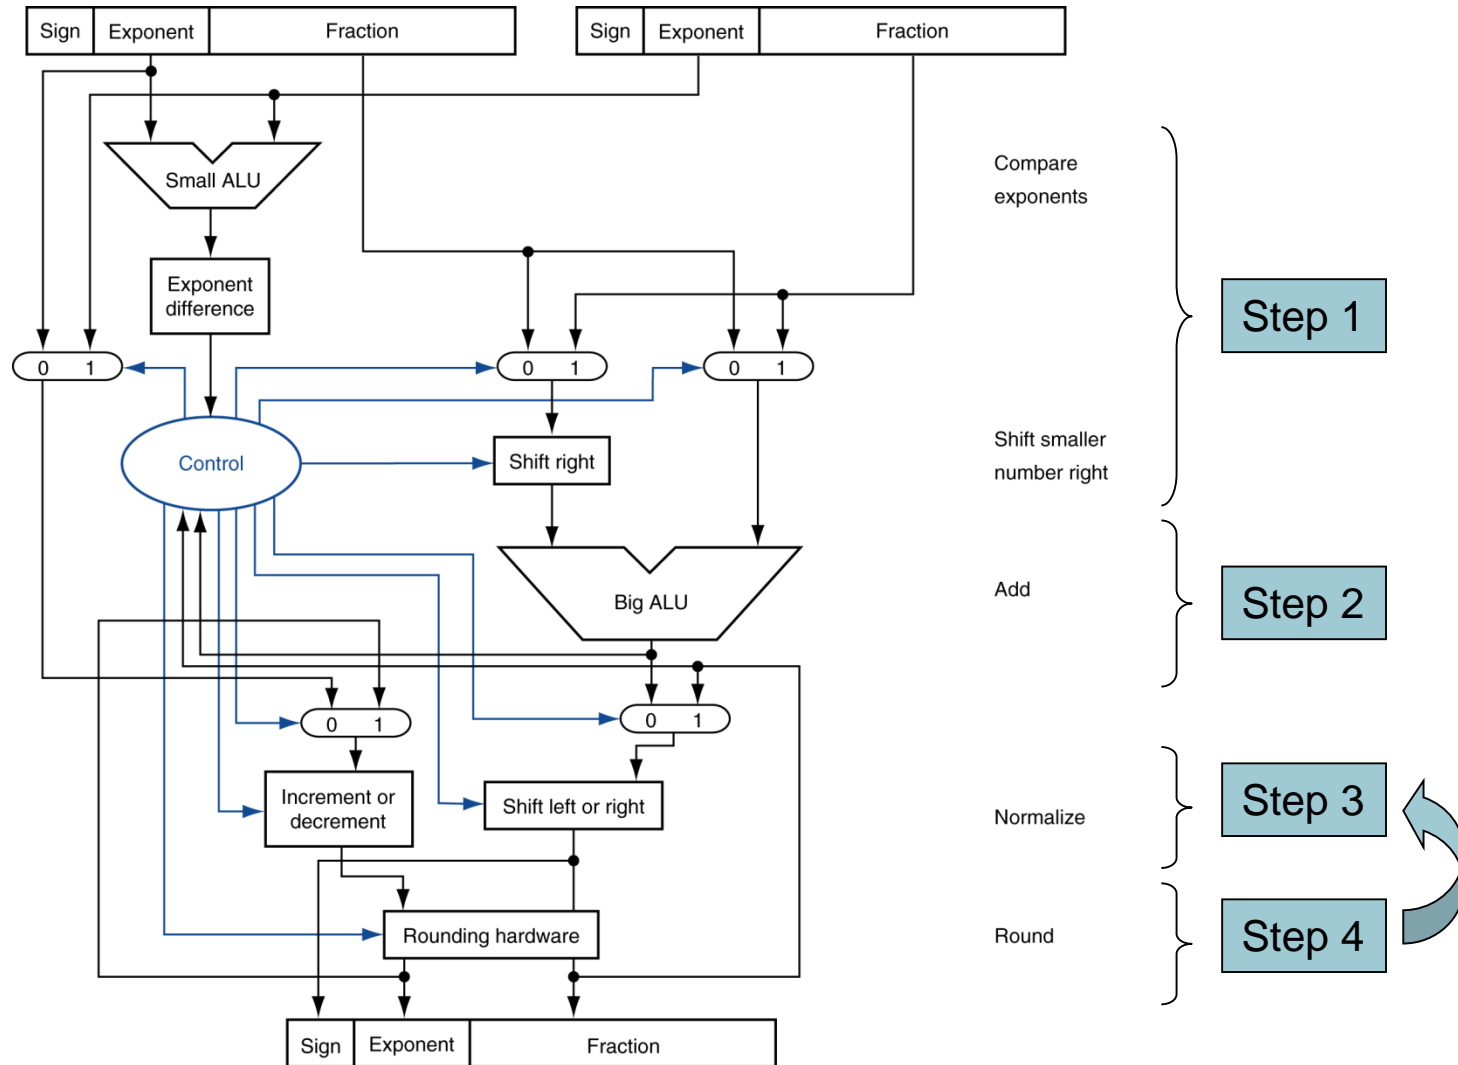 Sign Exponent Fraction Sign Exponent Fraction
Small ALU
Compare
exponents
Exponent
difference
Step 1
0 1 0 1 0 1
Control
Shift right
Shift smaller
number right
Big ALU
Add
Step 2
0 1 0 1
Increment or
decrement
Shift left or right
Normalize
Step 3
Rounding hardware
Round
Step 4
Sign Exponent Fraction